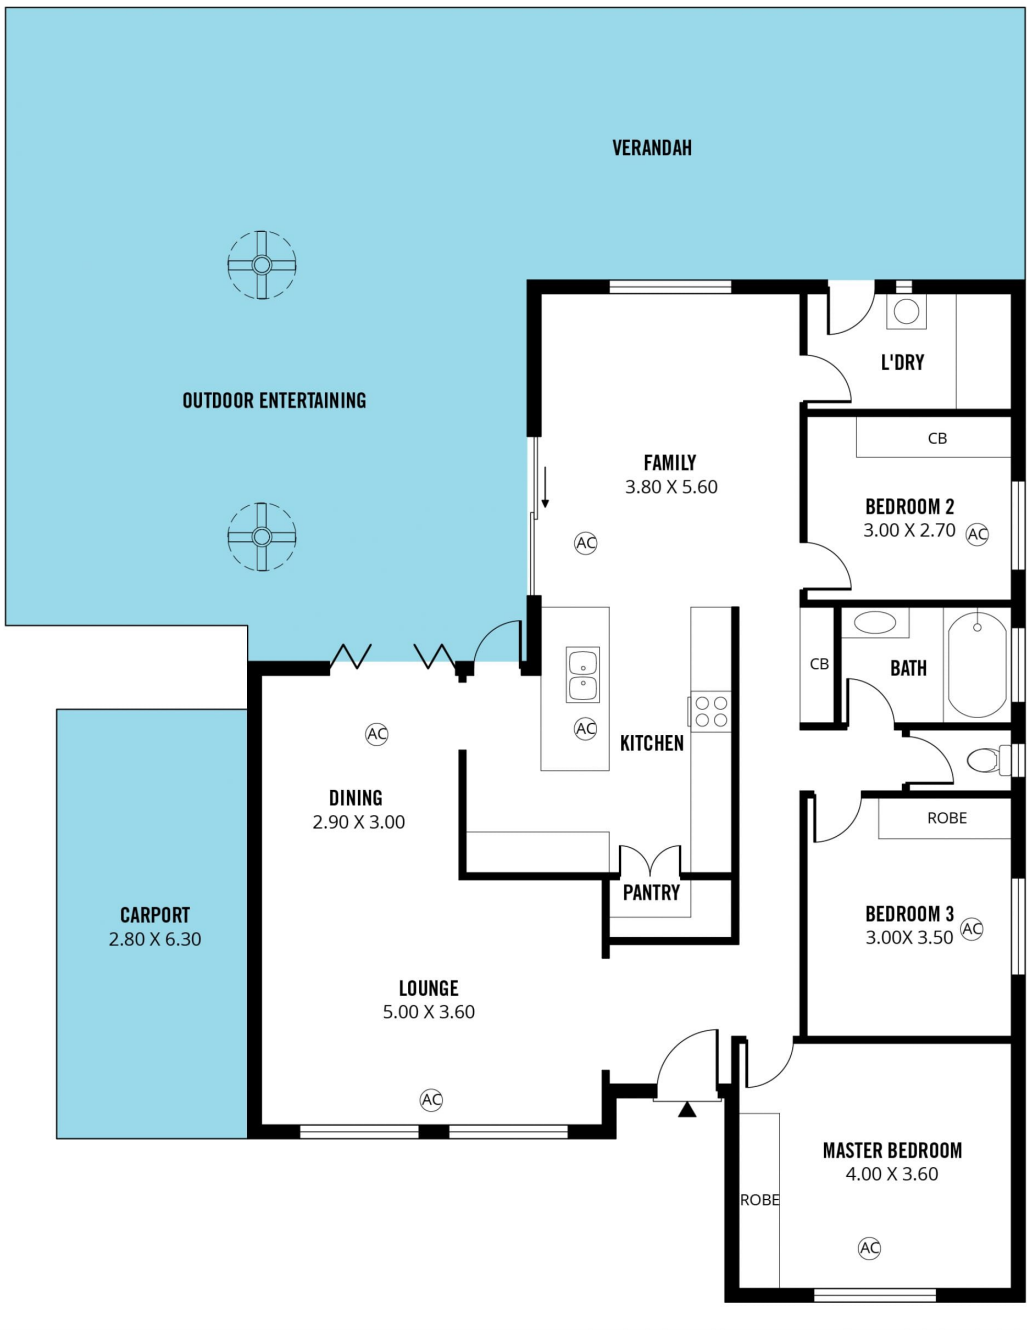 VERANDAH
OUTDOOR ENTERTAINING
L'DRY
CB
FAMILY
3.80 X 5.60
BEDROOM 2
3.00 X 2.70
AC
AC
CB
BATH
AC
AC
KITCHEN
DINING
2.90 X 3.00
ROBE
PANTRY
CARPORT
2.80 X 6.30
BEDROOM 3
3.00X 3.50
AC
LOUNGE
5.00 X 3.60
AC
MASTER BEDROOM
4.00 X 3.60
ROBE
AC